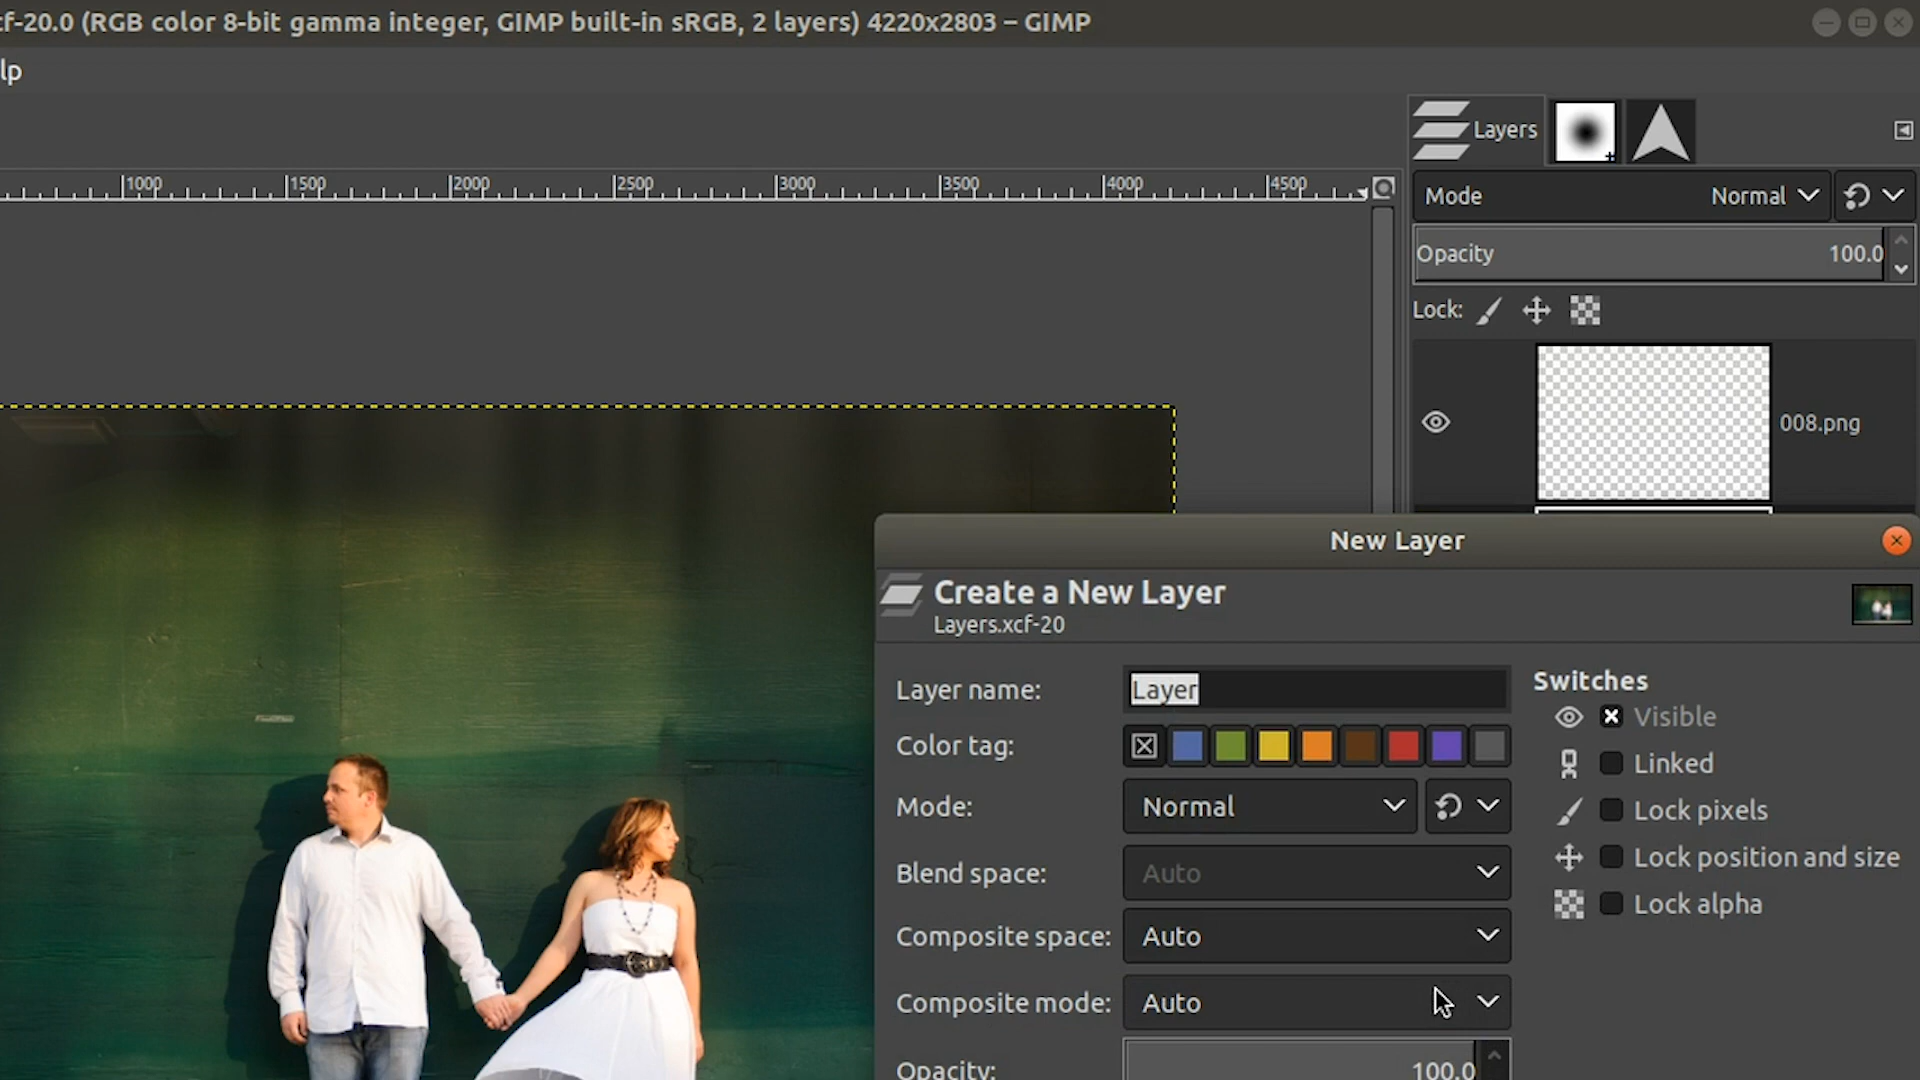 cf-20.0 (RGB color 8-bit gamma integer, GIMP built-in sRGB, 2 layers) 4220x2803 – GIMP
lp
Layers
1000 1500 2000 2500 3000 3500 4000 4500
Mode Normal
Opacity 100.0
Lock:
008.png
New Layer
Create a New Layer
Layers.xcf-20
Layer name: Layer
Switches
Visible
Color tag:
Linked
Mode: Normal
Lock pixels
Lock position and size
Blend space: Auto
Lock alpha
Composite space: Auto
Composite mode: Auto
Opacity: 100.0